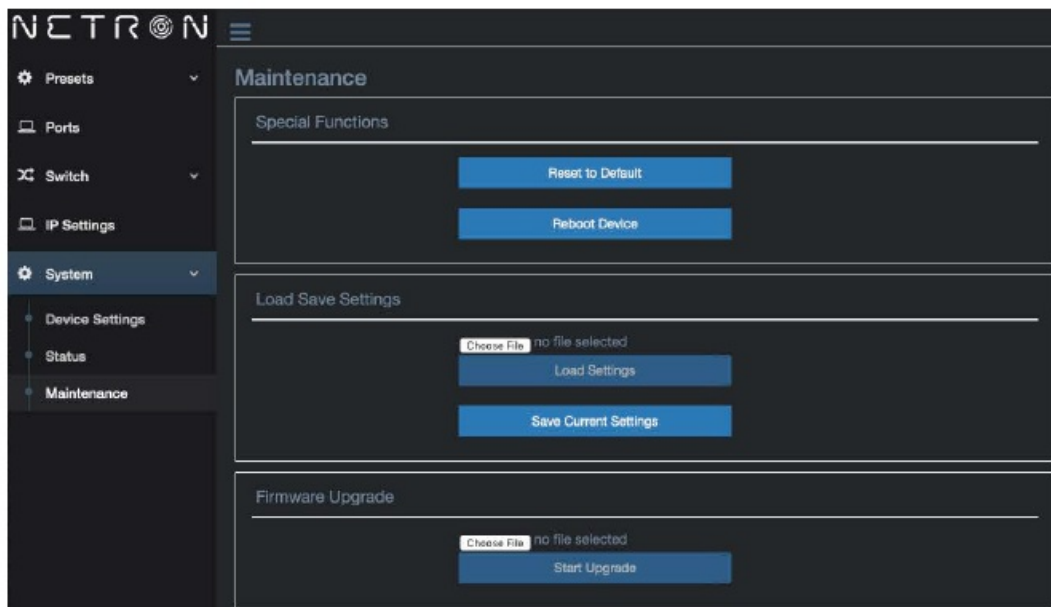 NETRON
Presets
Ports
Switch
IP Settings
System
Device Settings
Status
Maintenance
Maintenance
Special Functions
Reset to Default
Reboot Device
Load Save Settings
Choose File no file selected
Load Settings
Save Current Settings
Firmware Upgrade
Choose File no file selected
Start Upgrade